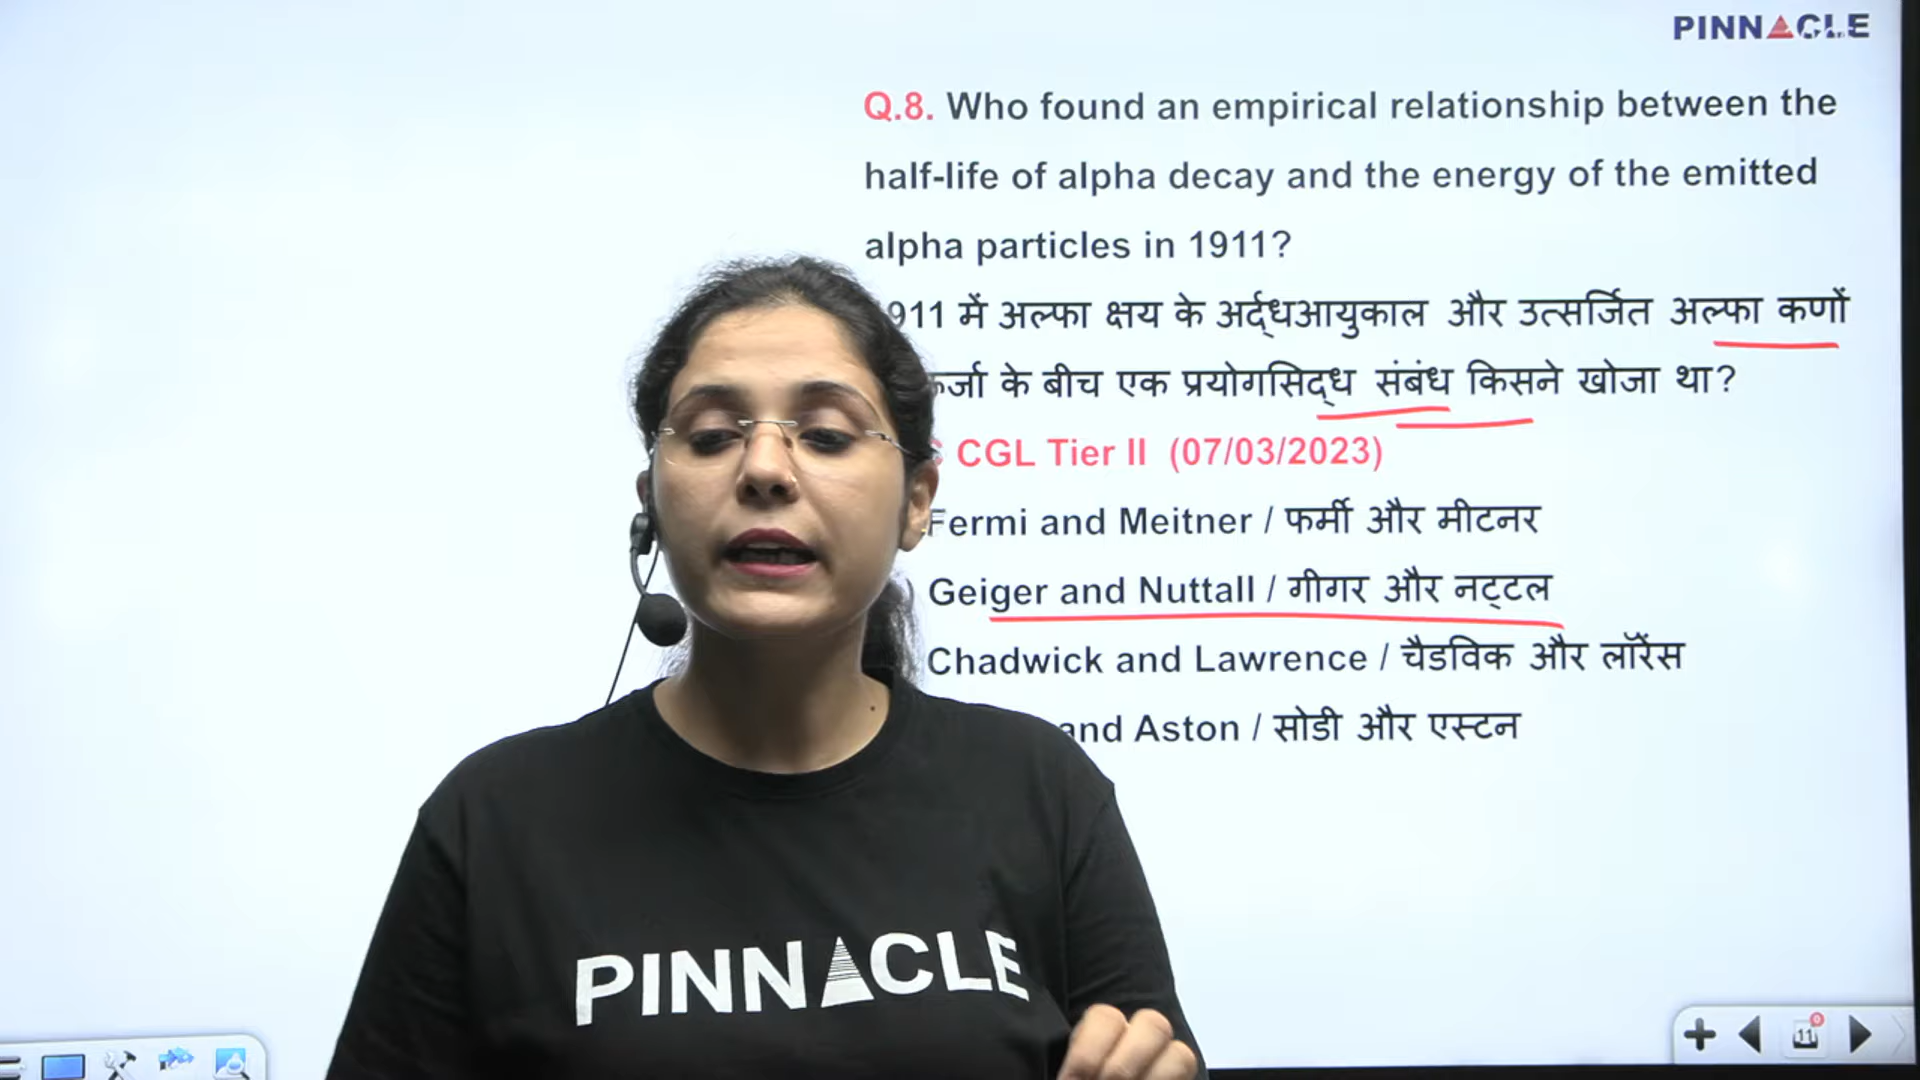 PINNACLE
Q.8. Who found an empirical relationship between the
half-life of alpha decay and the energy of the emitted
alpha particles in 1911?
911 में अल्फा क्षय के अर्द्धआयुकाल और उत्सर्जित अल्फा कणों
के बीच एक प्रयोगसिद्ध संबंध किसने खोजा था?
CGL Tier II (07/03/2023)
Fermi and Meitner / फर्मी और मीटनर
Geiger and Nuttall / गीगर और नट्टल
Chadwick and Lawrence / चैडविक और लॉरेंस
and Aston / सोडी और एस्टन
PINNACLE
11
0